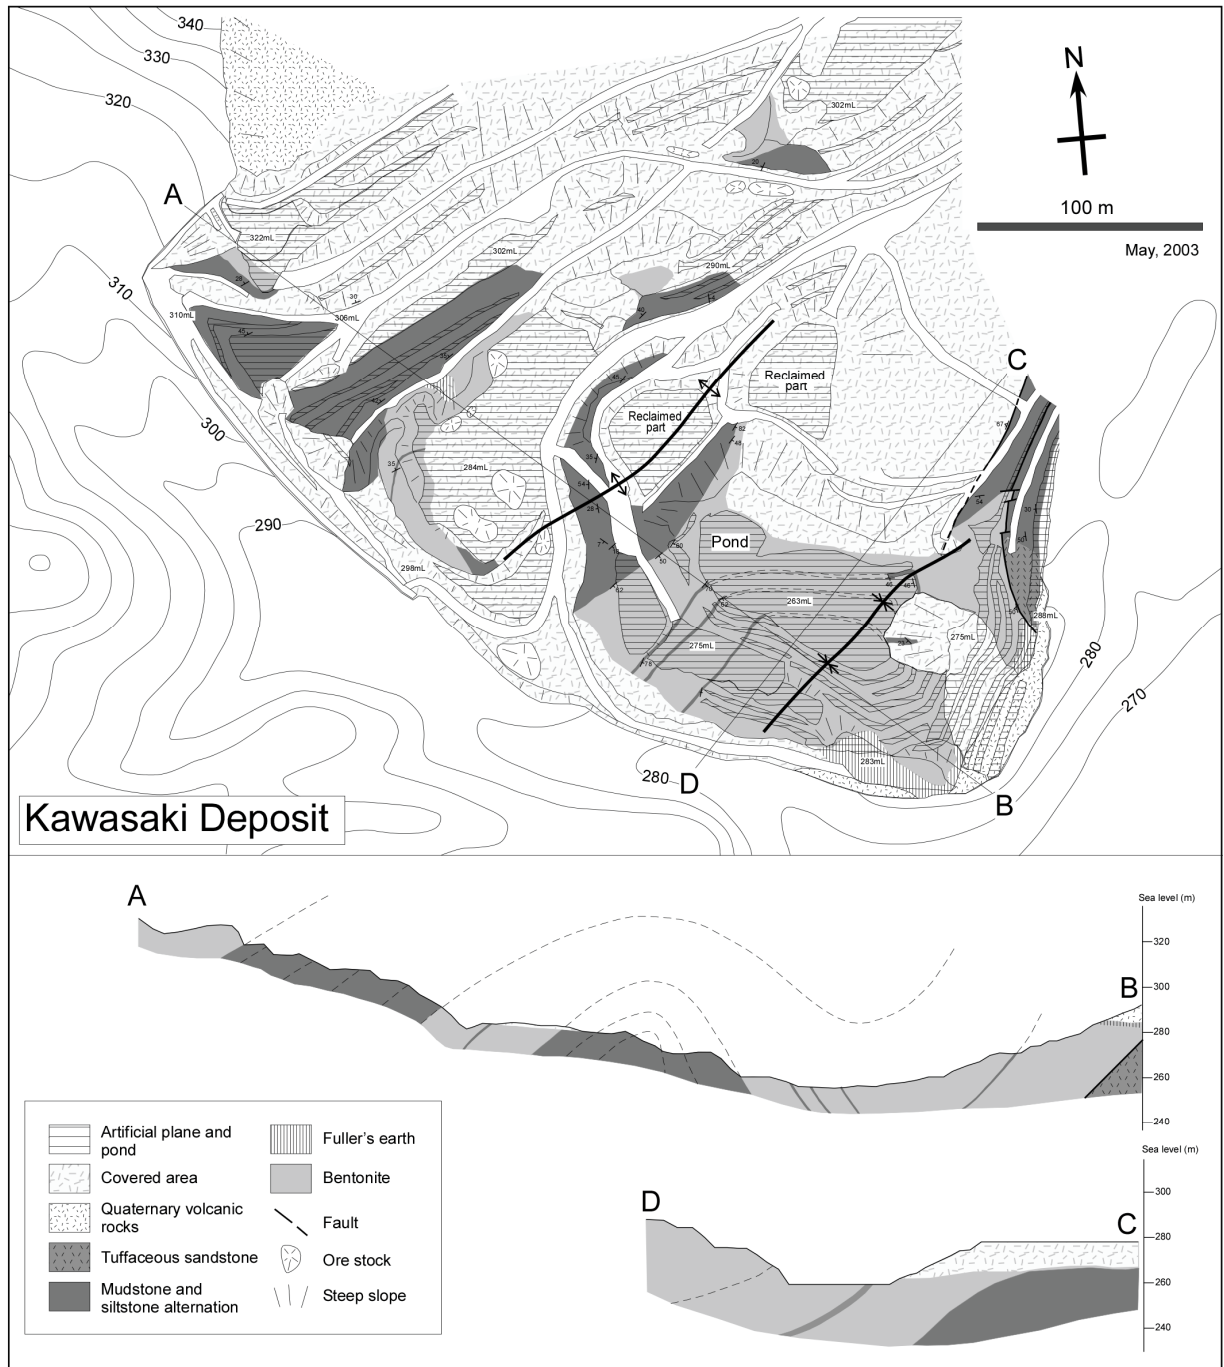 340
330
320
N
302mL
100 m
May, 2003
A
322mL
302mL
290mL
310
310mL
306mL
300
C
Reclaimed
part
Reclaimed
part
284mL
290
298mL
Pond
263mL
275mL
275mL
288mL
280
270
283mL
280
D
B
Kawasaki Deposit
A
Sea level (m)
320
B
300
280
260
240
Artificial plane and
pond
Fuller's earth
Covered area
Bentonite
Quaternary volcanic
rocks
Fault
Tuffaceous sandstone
Ore stock
Mudstone and
siltstone alternation
Steep slope
Sea level (m)
D
300
C
280
260
240